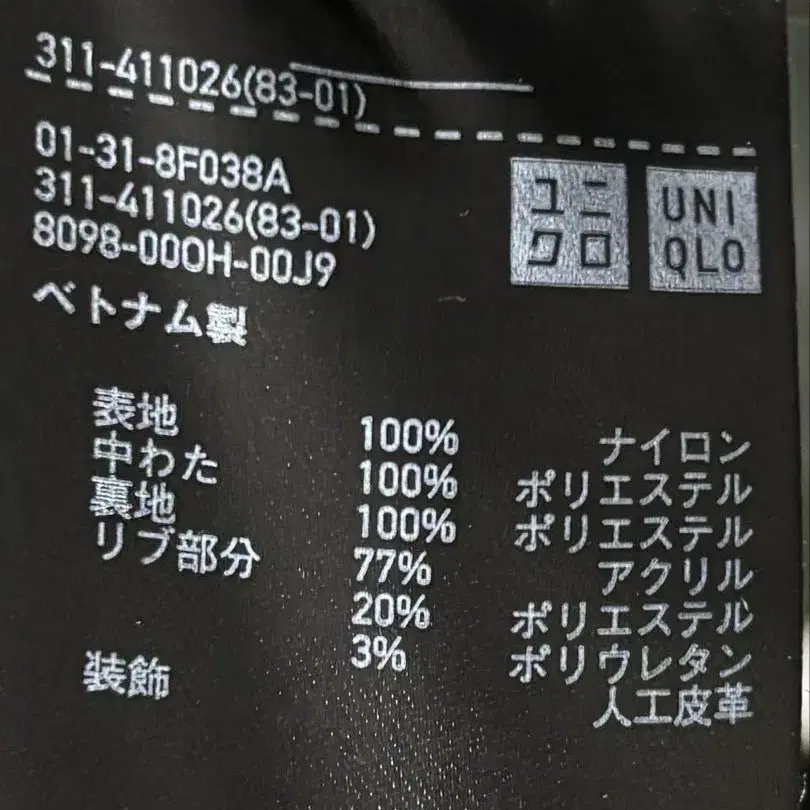 311-411026(83-01)
01-31-8F038A
311-411026(83-01)
8098-000H-00J9
ベトナム製
ユニ
クロ
UNI
QLO
表地 100% ナイロン
中わた 100% ポリエステル
裏地 100% ポリエステル
リブ部分 77% アクリル
20% ポリエステル
3% ポリウレタン
装飾 人工皮革